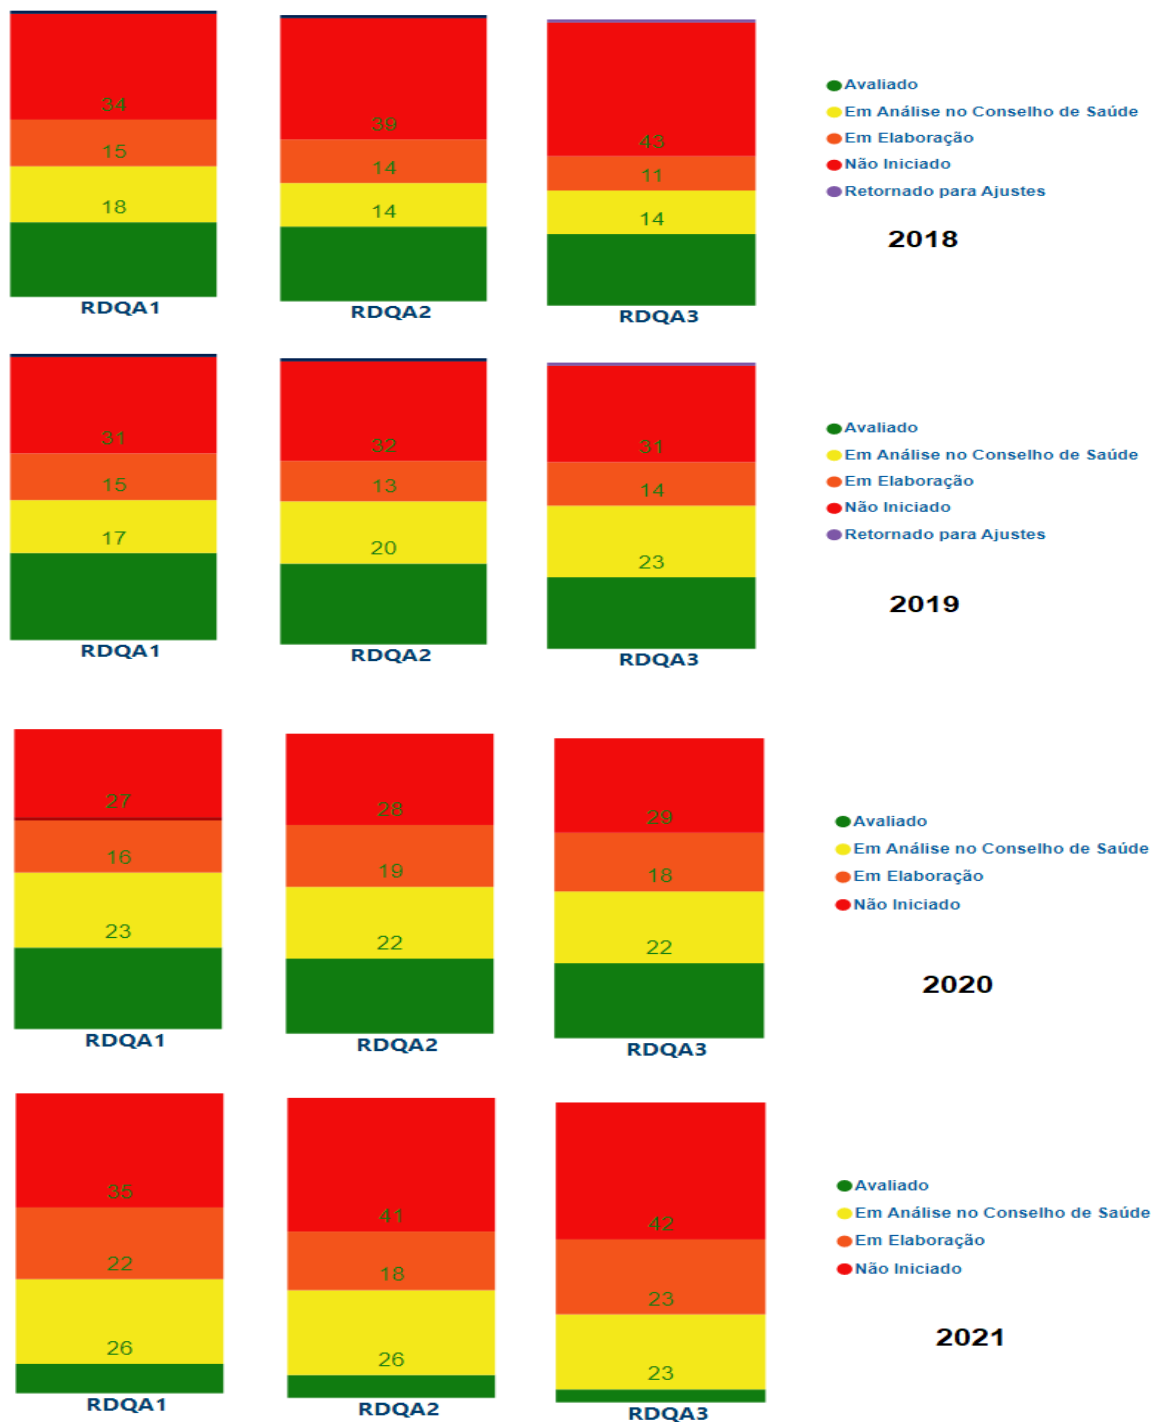 34
15
18
RDQA1
39
14
14
RDQA2
43
11
14
RDQA3
Avaliado
Em Análise no Conselho de Saúde
Em Elaboração
Não Iniciado
Retornado para Ajustes
2018
31
15
17
RDQA1
32
13
20
RDQA2
31
14
23
RDQA3
Avaliado
Em Análise no Conselho de Saúde
Em Elaboração
Não Iniciado
Retornado para Ajustes
2019
27
16
23
RDQA1
28
19
22
RDQA2
29
18
22
RDQA3
Avaliado
Em Análise no Conselho de Saúde
Em Elaboração
Não Iniciado
2020
35
22
26
RDQA1
41
18
26
RDQA2
42
23
23
RDQA3
Avaliado
Em Análise no Conselho de Saúde
Em Elaboração
Não Iniciado
2021